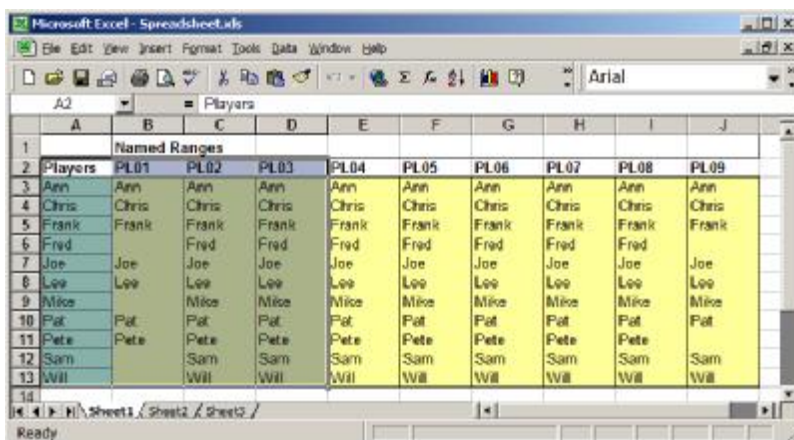 Microsoft Excel - Spreadsheet.xls
File Edit View Insert Format Tools Data Window Help
Arial
A2 = Players
A B C D E F G H I J
1 Named Ranges
2 Players PL01 PL02 PL03 PL04 PL05 PL06 PL07 PL08 PL09
3 Ann Ann Ann Ann Ann Ann Ann Ann Ann Ann
4 Chris Chris Chris Chris Chris Chris Chris Chris Chris Chris
5 Frank Frank Frank Frank Frank Frank Frank Frank Frank Frank
6 Fred Fred Fred Fred Fred Fred Fred Fred
7 Joe Joe Joe Joe Joe Joe Joe Joe Joe
8 Lee Lee Lee Lee Lee Lee Lee Lee Lee Lee
9 Mike Mike Mike Mike Mike Mike Mike Mike Mike
10 Pat Pat Pat Pat Pat Pat Pat Pat Pat Pat
11 Pete Pete Pete Pete Pete Pete Pete Pete Pete
12 Sam Sam Sam Sam Sam Sam Sam Sam
13 Will Will Will Will Will Will Will Will Will
14
Sheet1 / Sheet2 / Sheet3 /
Ready